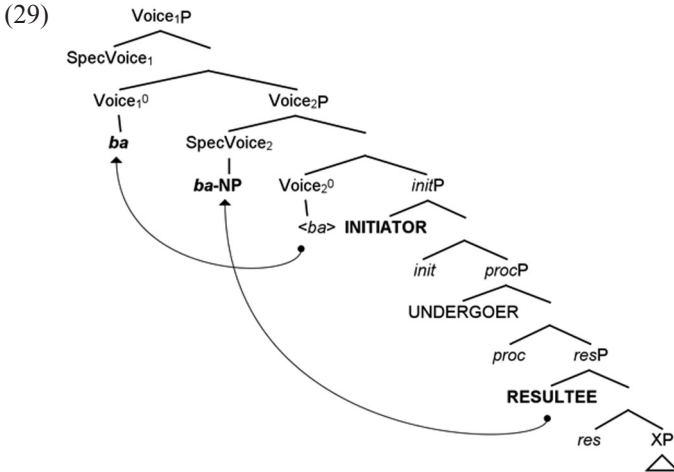 (29)
Voice₁P
SpecVoice₁
Voice₁⁰ Voice₂P
ba SpecVoice₂
ba-NP Voice₂⁰ initP
<ba> INITIATOR
init procP
UNDERGOER
proc resP
RESULTEE
res XP